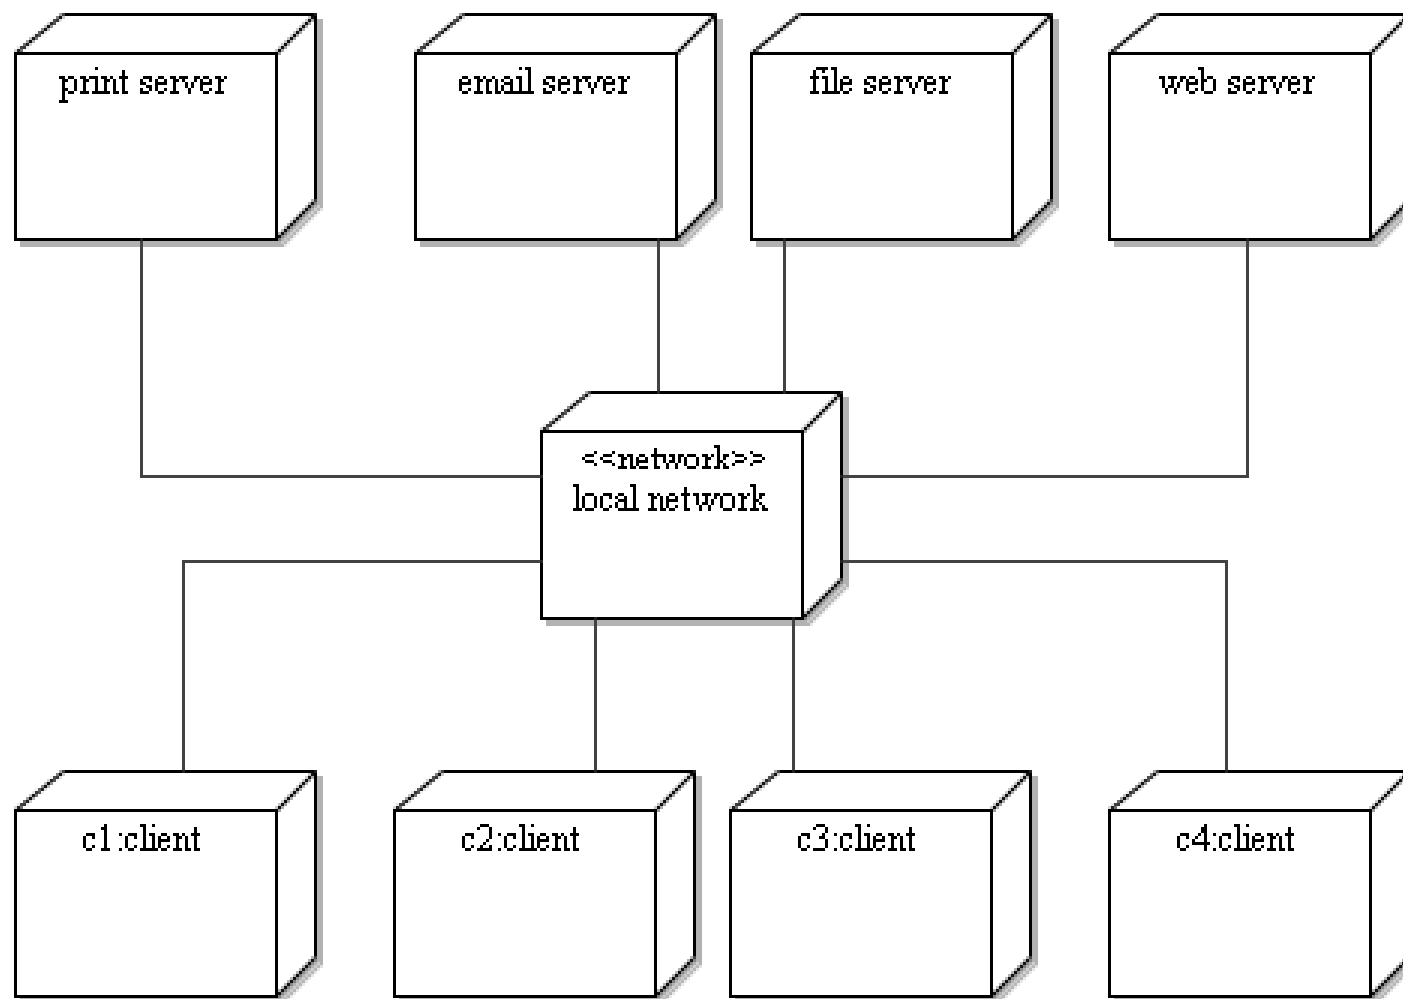 print server
email server
file server
web server
<<network>>
local network
c1:client
c2:client
c3:client
c4:client